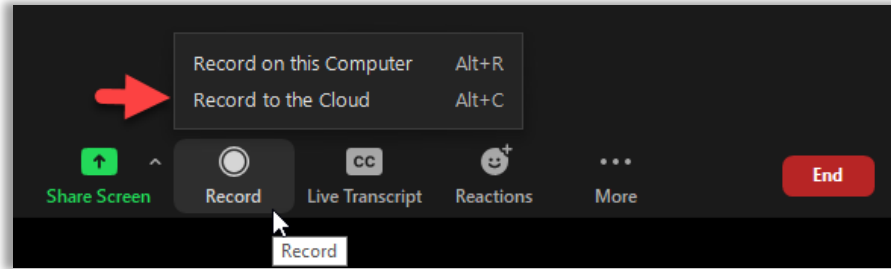 Record on this Computer Alt+R
Record to the Cloud Alt+C
CC
Share Screen Record Live Transcript Reactions More End
Record